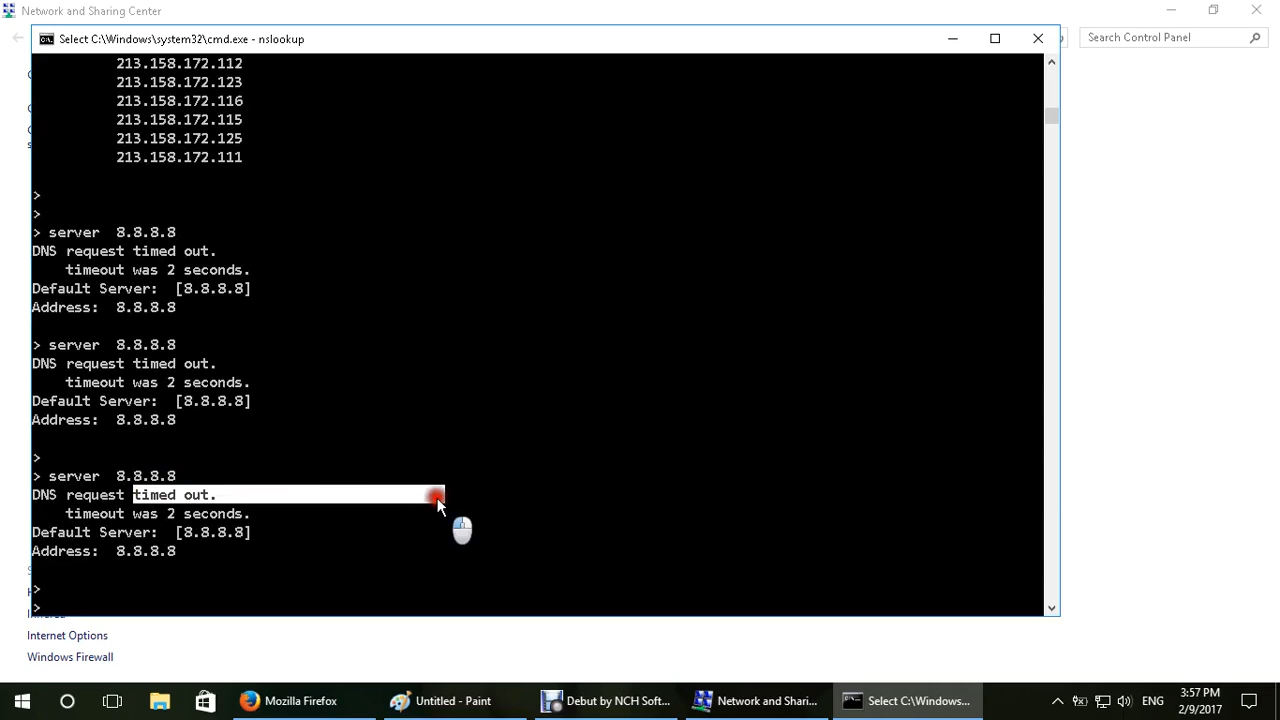 Network and Sharing Center
Search Control Panel
Select C:\Windows\system32\cmd.exe - nslookup
213.158.172.112
213.158.172.123
213.158.172.116
213.158.172.115
213.158.172.125
213.158.172.111
>
>
> server  8.8.8.8
DNS request timed out.
    timeout was 2 seconds.
Default Server:  [8.8.8.8]
Address:  8.8.8.8
> server  8.8.8.8
DNS request timed out.
    timeout was 2 seconds.
Default Server:  [8.8.8.8]
Address:  8.8.8.8
>
> server  8.8.8.8
DNS request timed out.
    timeout was 2 seconds.
Default Server:  [8.8.8.8]
Address:  8.8.8.8
>
>
Internet Options
Windows Firewall
Mozilla Firefox
Untitled - Paint
Debut by NCH Soft...
Network and Shari...
Select C:\Windows...
ENG
3:57 PM
2/9/2017